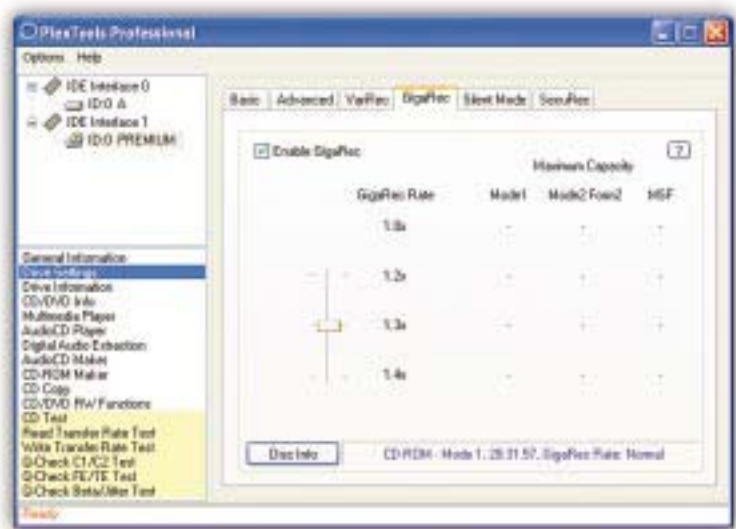 PlexTools Professional
Options Help
IDE Interface 0
ID:0 A
IDE Interface 1
ID:0 PREMIUM
Basic Advanced VariRec GigaRec Silent Mode SecuRec
Enable GigaRec
?
Maximum Capacity
GigaRec Rate Mode1 Mode2 Form2 MSF
1.0x - - -
1.2x - - -
1.3x - - -
1.4x - - -
Disc Info
CD-ROM - Mode 1, 28:31.57, GigaRec Rate: Normal
General Information
Drive Settings
Drive Information
CD/DVD Info
Multimedia Player
AudioCD Player
Digital Audio Extraction
AudioCD Maker
CD-ROM Maker
CD Copy
CD/DVD RW Functions
CD Test
Read Transfer Rate Test
Write Transfer Rate Test
Q-Check C1/C2 Test
Q-Check FE/TE Test
Q-Check Beta/Jitter Test
Ready